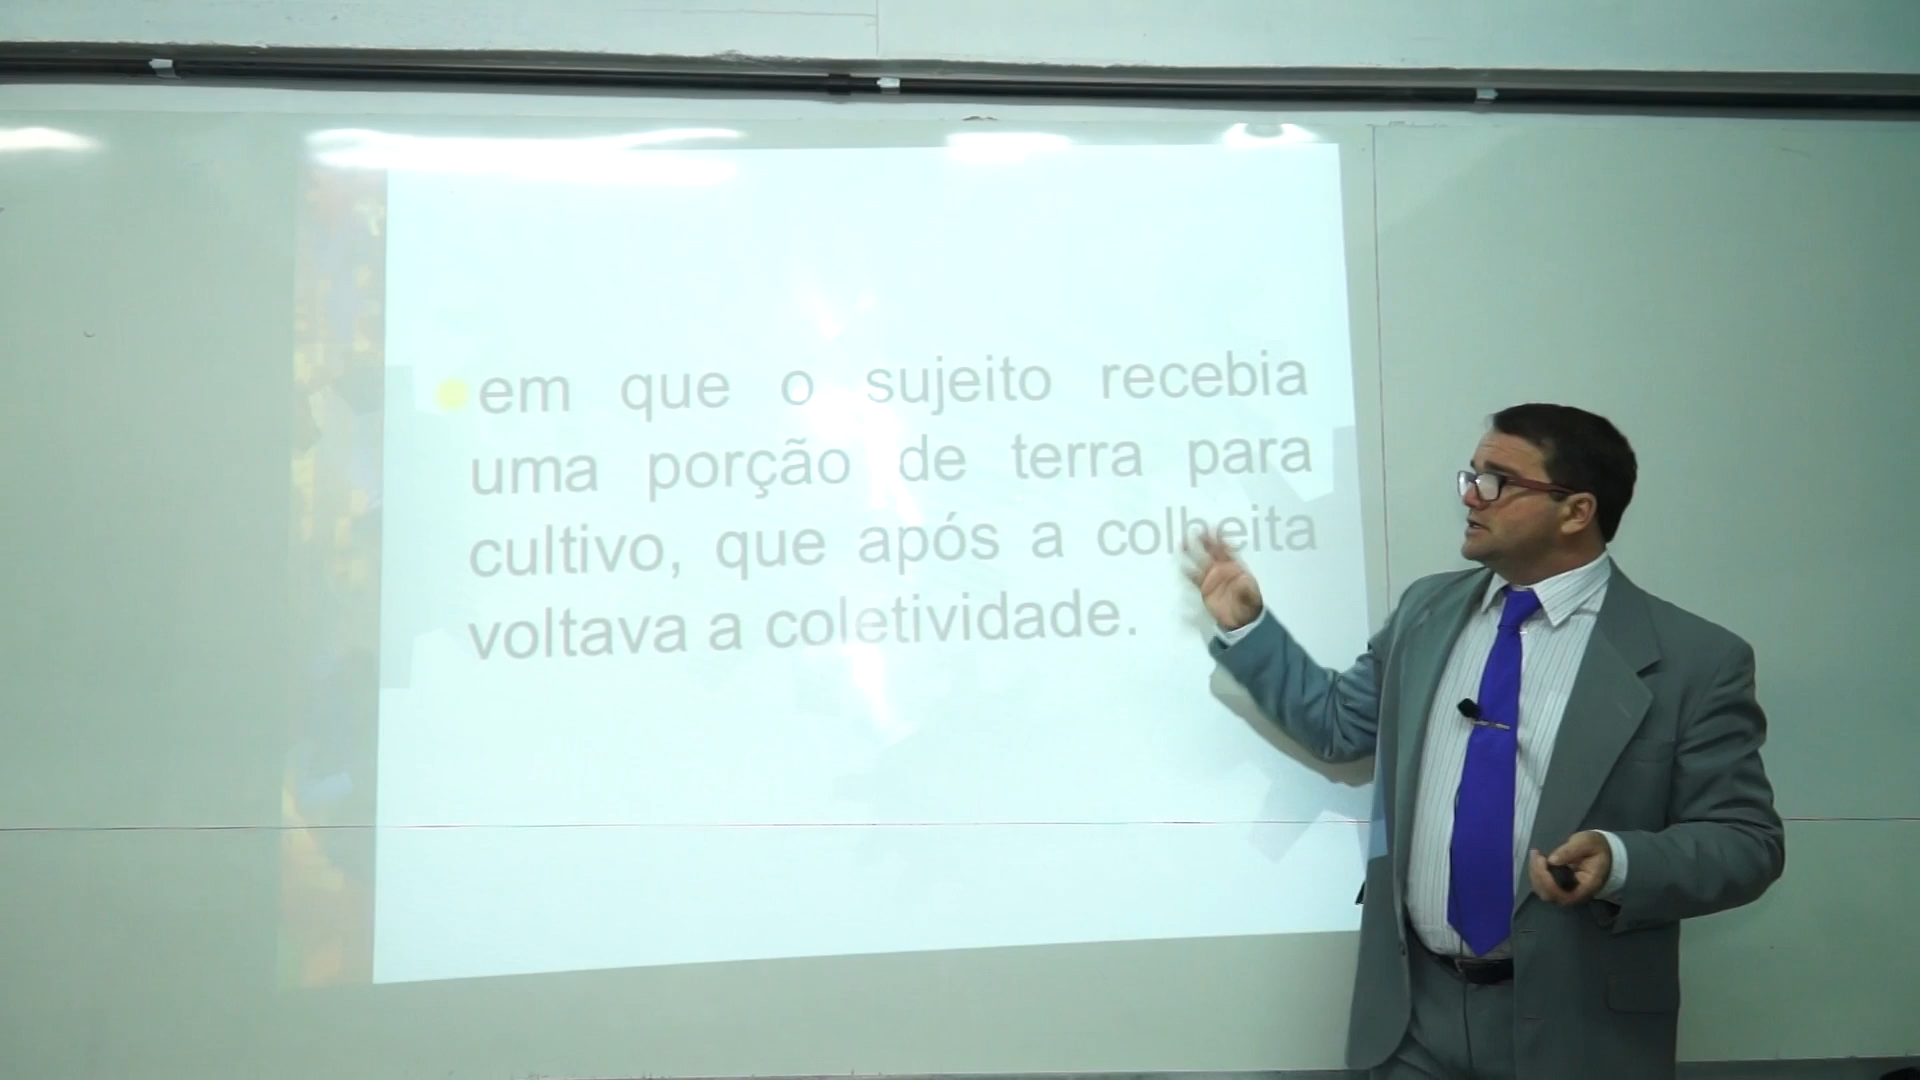 em que o sujeito recebia
uma porção de terra para
cultivo, que após a colheita
voltava a coletividade.